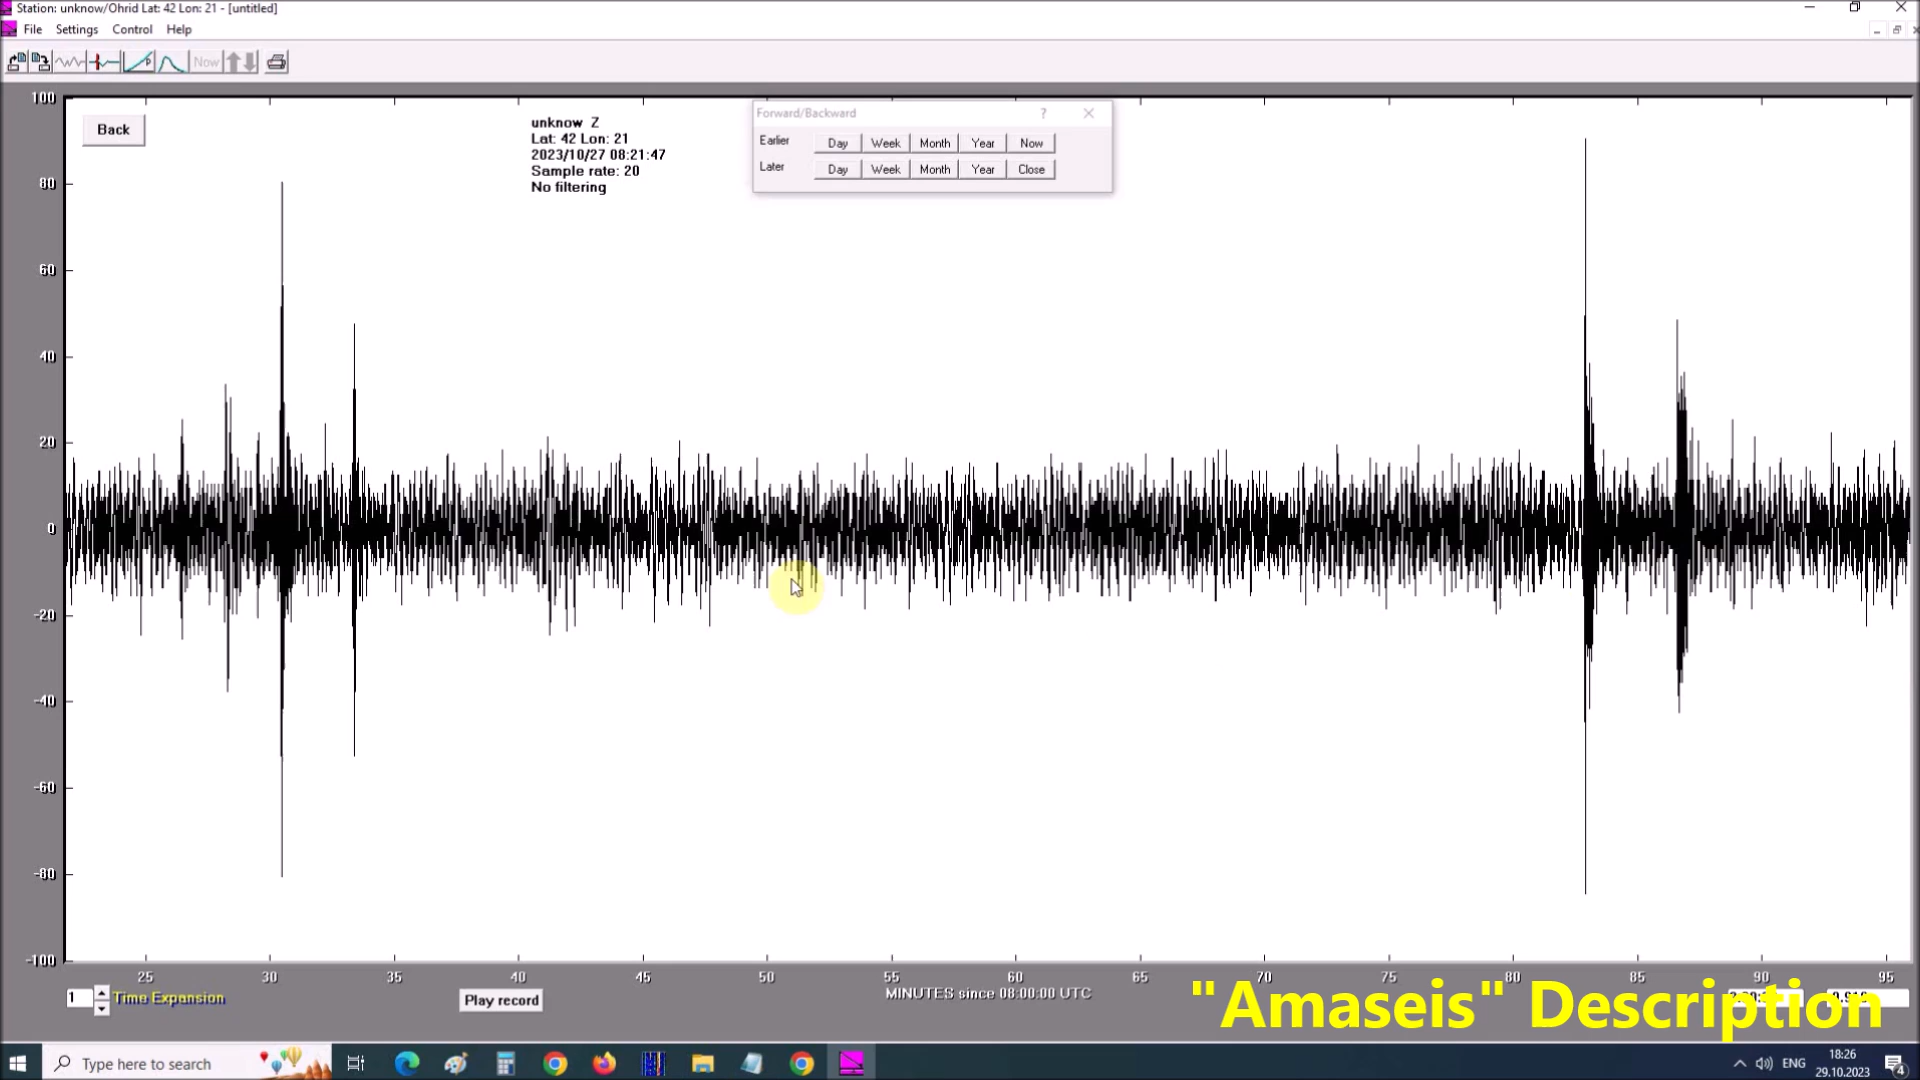 Station: unknow/Ohrid Lat: 42 Lon: 21 - [untitled]
File Settings Control Help
Now
Back
unknow Z
Lat: 42 Lon: 21
2023/10/27 08:21:47
Sample rate: 20
No filtering
Forward/Backward ?
Earlier Day Week Month Year Now
Later Day Week Month Year Close
100
80
60
40
20
0
-20
-40
-60
-80
-100
25 30 35 40 45 50 55 60 65 70 75 80 85 90 95
1 Time Expansion
Play record
MINUTES since 08:00:00 UTC
"Amaseis" Description
Type here to search
ENG
18:26
29.10.2023
4